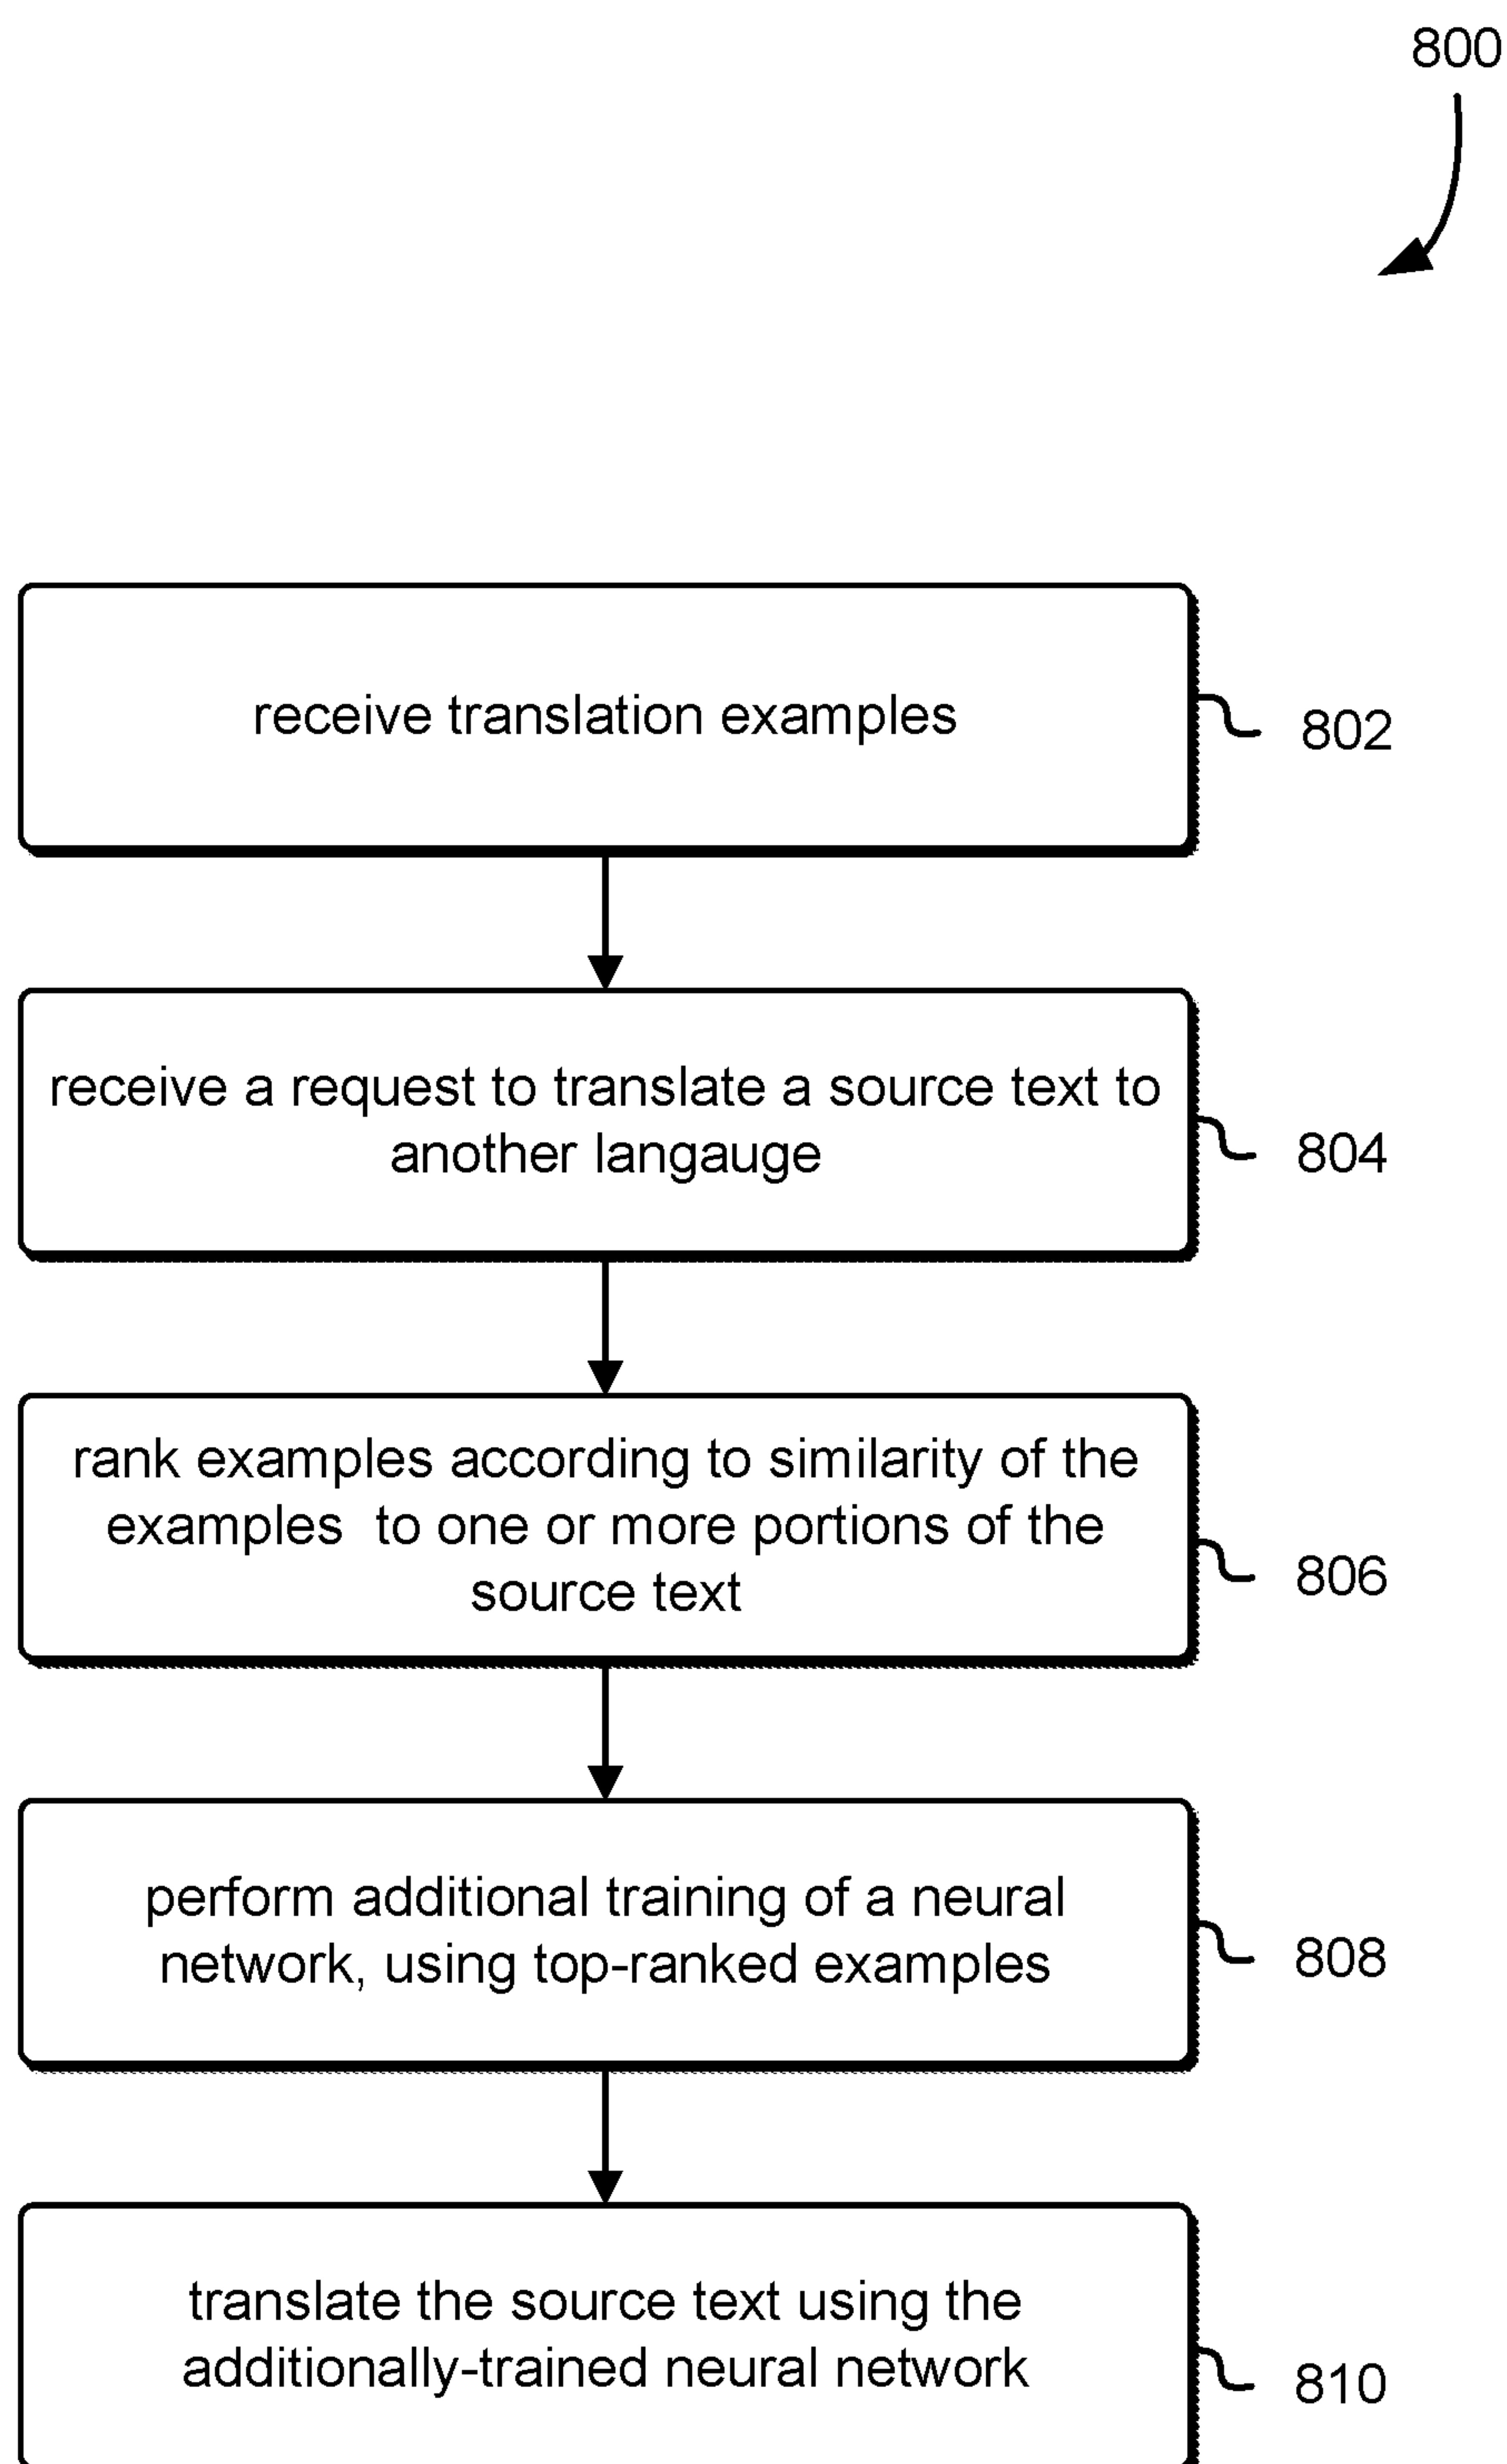 800
receive translation examples
802
receive a request to translate a source text to
another langauge
804
rank examples according to similarity of the
examples  to one or more portions of the
source text
806
perform additional training of a neural
network, using top-ranked examples
808
translate the source text using the
additionally-trained neural network
810